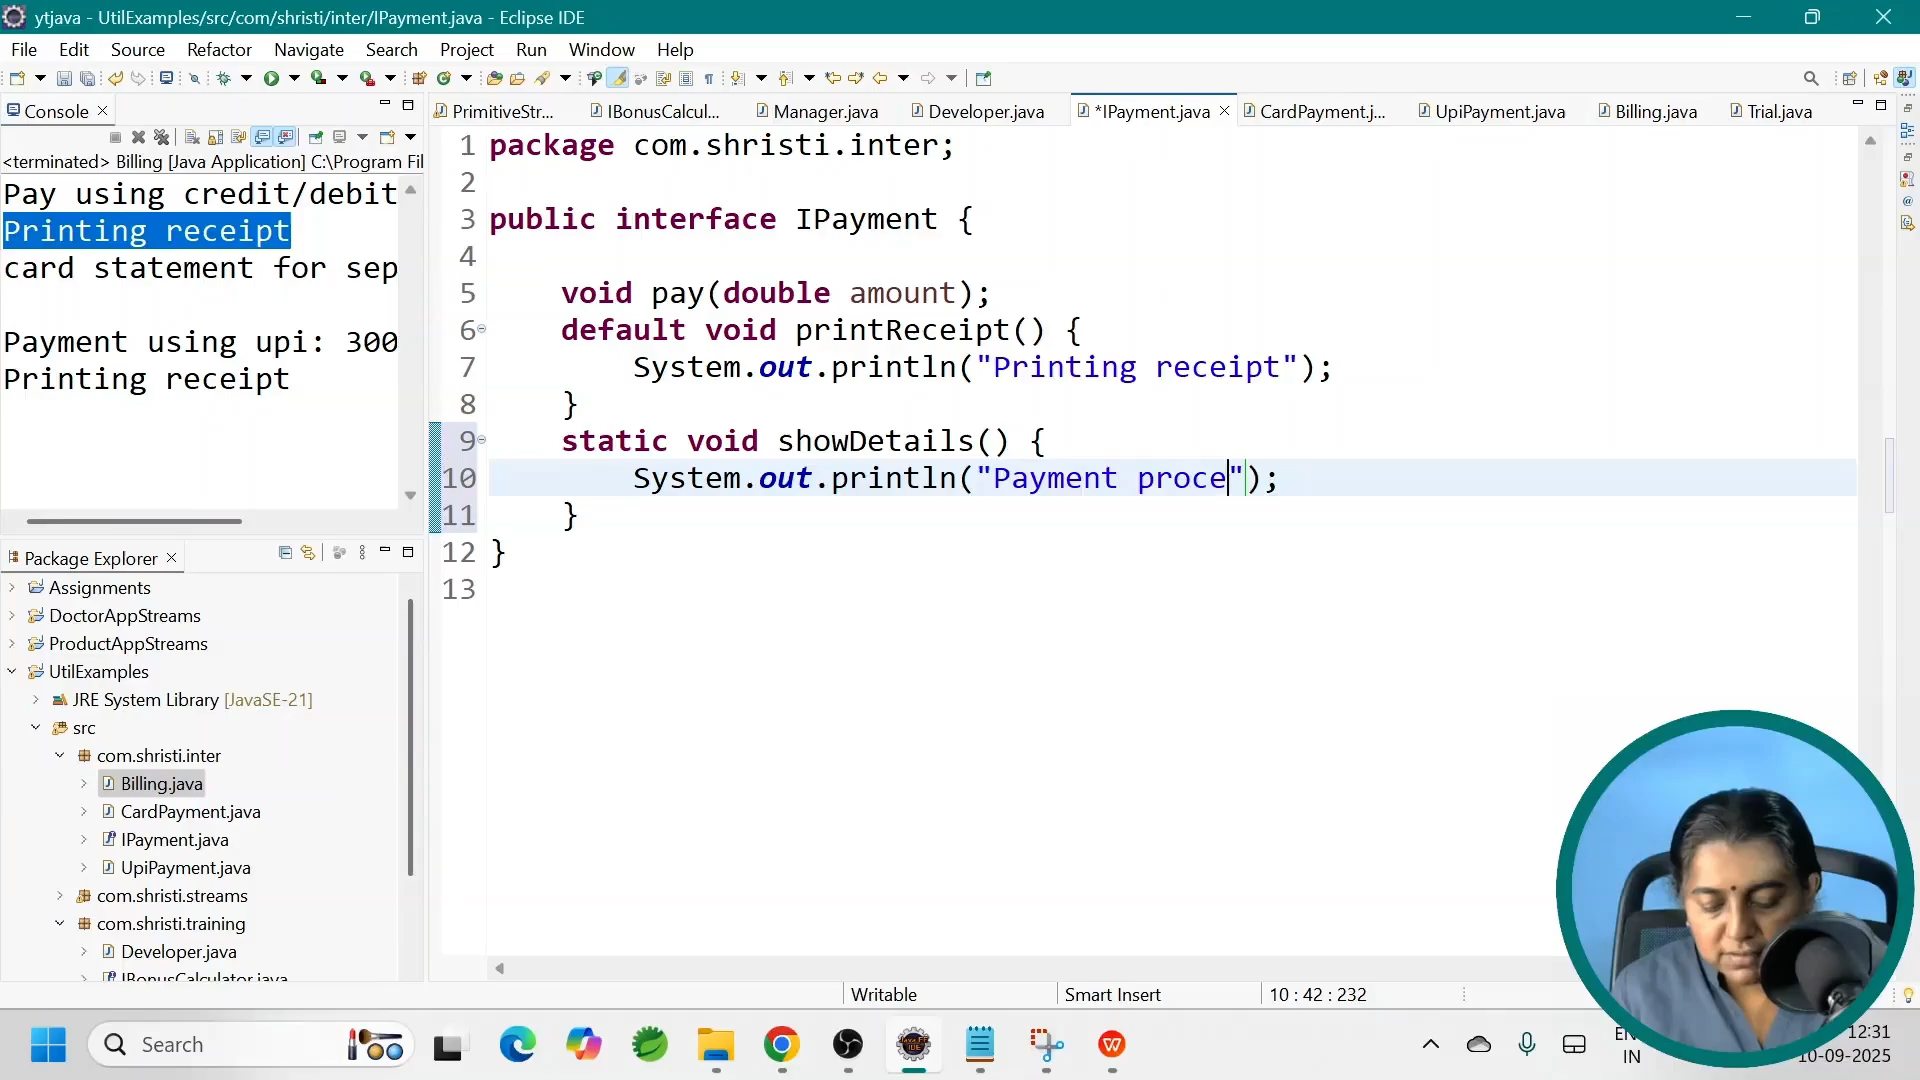 ytjava - UtilExamples/src/com/shristi/inter/IPayment.java - Eclipse IDE
File Edit Source Refactor Navigate Search Project Run Window Help
Console
<terminated> Billing [Java Application] C:\Program Fil
Pay using credit/debit
Printing receipt
card statement for sep
Payment using upi: 300
Printing receipt
Package Explorer
Assignments
DoctorAppStreams
ProductAppStreams
UtilExamples
JRE System Library [JavaSE-21]
src
com.shristi.inter
Billing.java
CardPayment.java
IPayment.java
UpiPayment.java
com.shristi.streams
com.shristi.training
Developer.java
IBonusCalculator.java
PrimitiveStr... IBonusCalcul... Manager.java Developer.java *IPayment.java CardPayment.j... UpiPayment.java Billing.java Trial.java
1 package com.shristi.inter;
2
3 public interface IPayment {
4
5 void pay(double amount);
6 default void printReceipt() {
7 System.out.println("Printing receipt");
8 }
9 static void showDetails() {
10 System.out.println("Payment proce");
11 }
12 }
13
Writable Smart Insert 10 : 42 : 232
Search
IN
12:31
10-09-2025